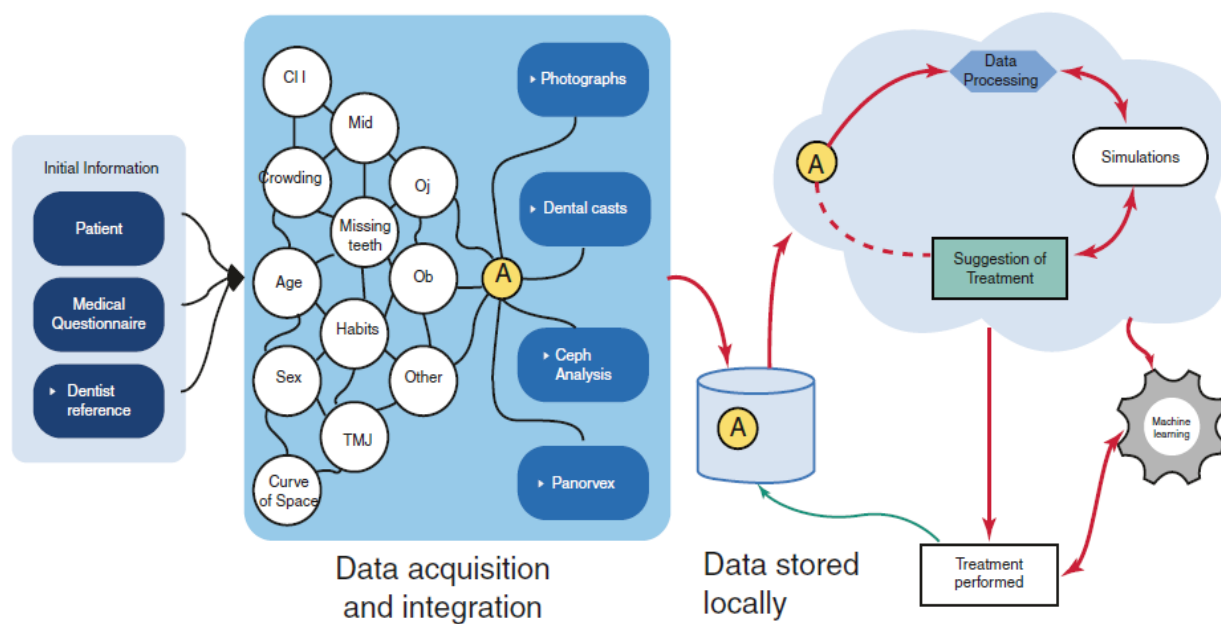 Initial Information
Patient
Medical
Questionnaire
Dentist
reference
Cl I
Mid
Crowding
Oj
Missing
teeth
Age
Ob
Habits
Sex
Other
TMJ
Curve
of Space
A
Photographs
Dental casts
Ceph
Analysis
Panorvex
Data acquisition
and integration
A
Data stored
locally
A
Data
Processing
Simulations
Suggestion of
Treatment
Machine
learning
Treatment
performed